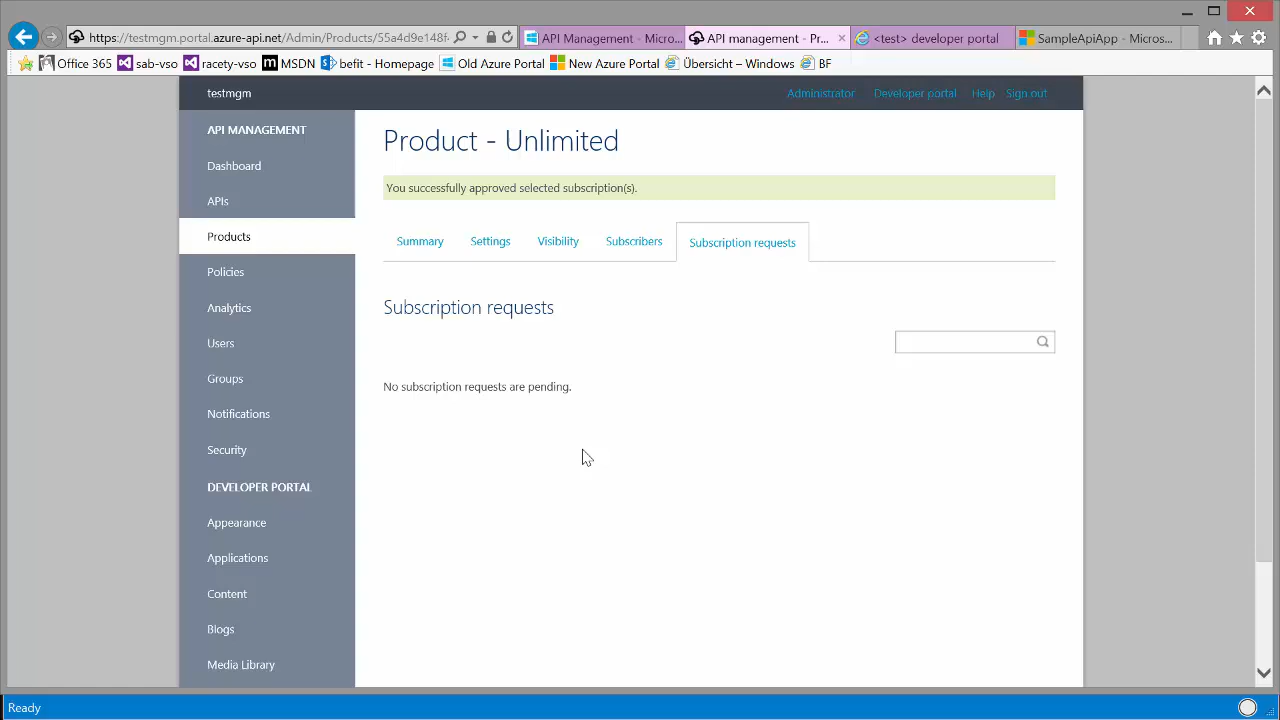 https://testmgm.portal.azure-api.net/Admin/Products/55a4d9e148f
API Management - Micro...
API management - Pr...
<test> developer portal
SampleApiApp - Micros...
Office 365
sab-vso
racety-vso
MSDN
befit - Homepage
Old Azure Portal
New Azure Portal
Übersicht – Windows
BF
testmgm
Administrator
Developer portal
Help
Sign out
API MANAGEMENT
Dashboard
APIs
Products
Policies
Analytics
Users
Groups
Notifications
Security
DEVELOPER PORTAL
Appearance
Applications
Content
Blogs
Media Library
Product - Unlimited
You successfully approved selected subscription(s).
Summary
Settings
Visibility
Subscribers
Subscription requests
Subscription requests
No subscription requests are pending.
Ready